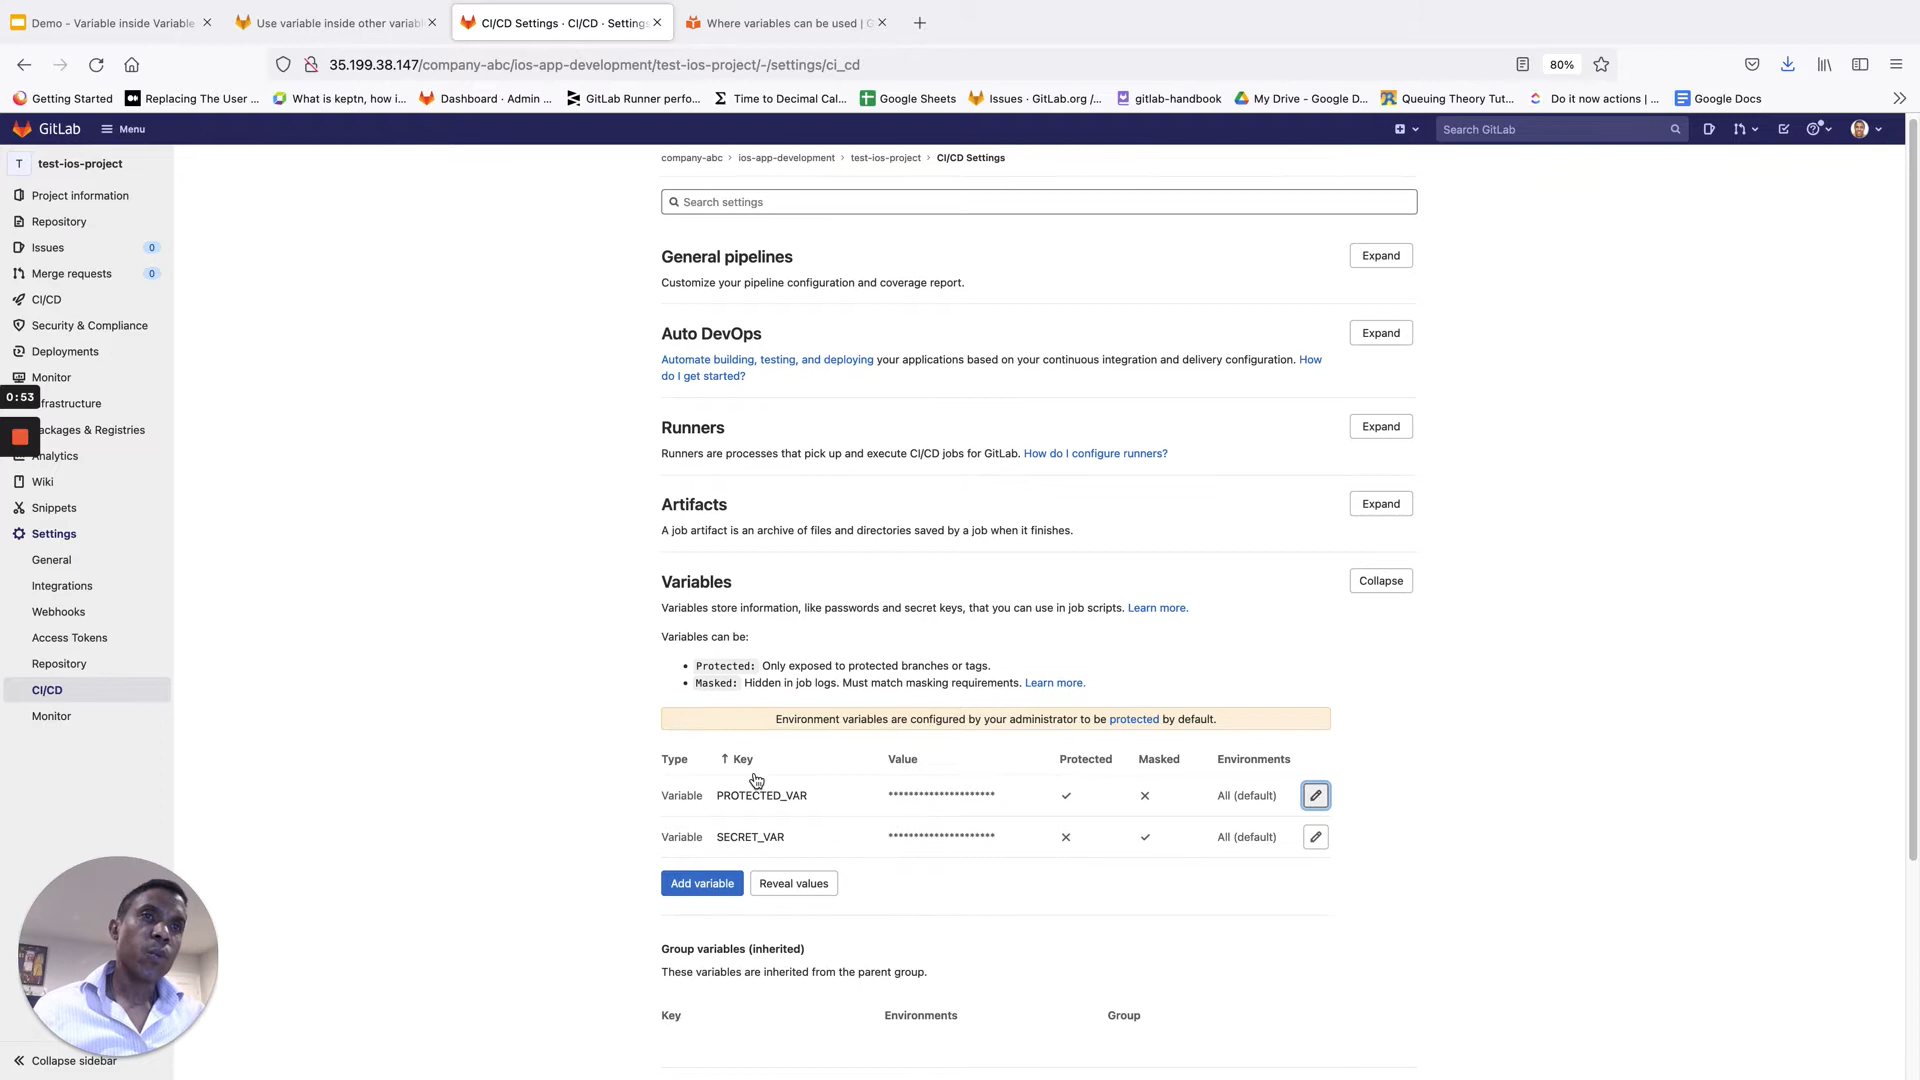 Demo - Variable inside Variable
Use variable inside other variab
CI/CD Settings · CI/CD · Settings
Where variables can be used | G
35.199.38.147/company-abc/ios-app-development/test-ios-project/-/settings/ci_cd
80%
Getting Started
Replacing The User ...
What is keptn, how i...
Dashboard · Admin ...
GitLab Runner perfo...
Time to Decimal Cal...
Google Sheets
Issues · GitLab.org /...
gitlab-handbook
My Drive - Google D...
Queuing Theory Tut...
Do it now actions | ...
Google Docs
GitLab
Menu
Search GitLab
T test-ios-project
Project information
Repository
Issues 0
Merge requests 0
CI/CD
Security & Compliance
Deployments
Monitor
0:53
frastructure
ackages & Registries
Analytics
Wiki
Snippets
Settings
General
Integrations
Webhooks
Access Tokens
Repository
CI/CD
Monitor
Collapse sidebar
company-abc › ios-app-development › test-ios-project › CI/CD Settings
Search settings
General pipelines
Expand
Customize your pipeline configuration and coverage report.
Auto DevOps
Expand
Automate building, testing, and deploying your applications based on your continuous integration and delivery configuration. How
do I get started?
Runners
Expand
Runners are processes that pick up and execute CI/CD jobs for GitLab. How do I configure runners?
Artifacts
Expand
A job artifact is an archive of files and directories saved by a job when it finishes.
Variables
Collapse
Variables store information, like passwords and secret keys, that you can use in job scripts. Learn more.
Variables can be:
• Protected: Only exposed to protected branches or tags.
• Masked: Hidden in job logs. Must match masking requirements. Learn more.
Environment variables are configured by your administrator to be protected by default.
Type ↑ Key Value Protected Masked Environments
Variable PROTECTED_VAR ********************* ✓ ✕ All (default)
Variable SECRET_VAR ********************* ✕ ✓ All (default)
Add variable
Reveal values
Group variables (inherited)
These variables are inherited from the parent group.
Key Environments Group